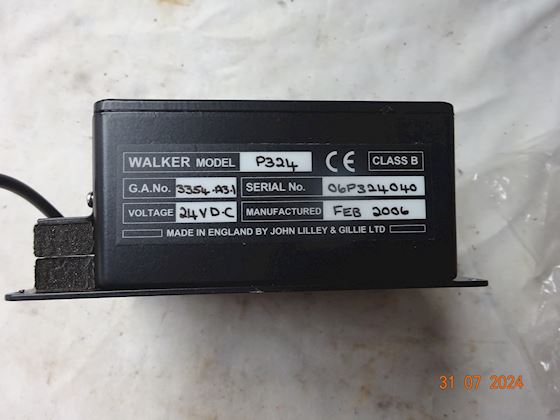 WALKER MODEL P324 CE CLASS B
G.A.No. 3354-A3.1 SERIAL No. 06P324040
VOLTAGE 24V D.C MANUFACTURED FEB 2006
MADE IN ENGLAND BY JOHN LILLEY & GILLIE LTD
31 07 2024